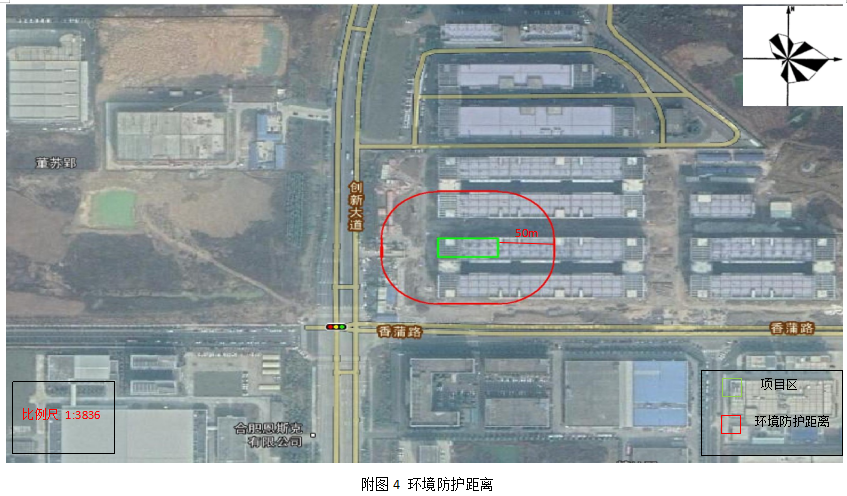 N
董苏郢
创新大道
50m
香蒲路
香蒲路
比例尺 1:3836
合肥恩斯克
有限公司
项目区
环境防护距离
附图 4 环境防护距离